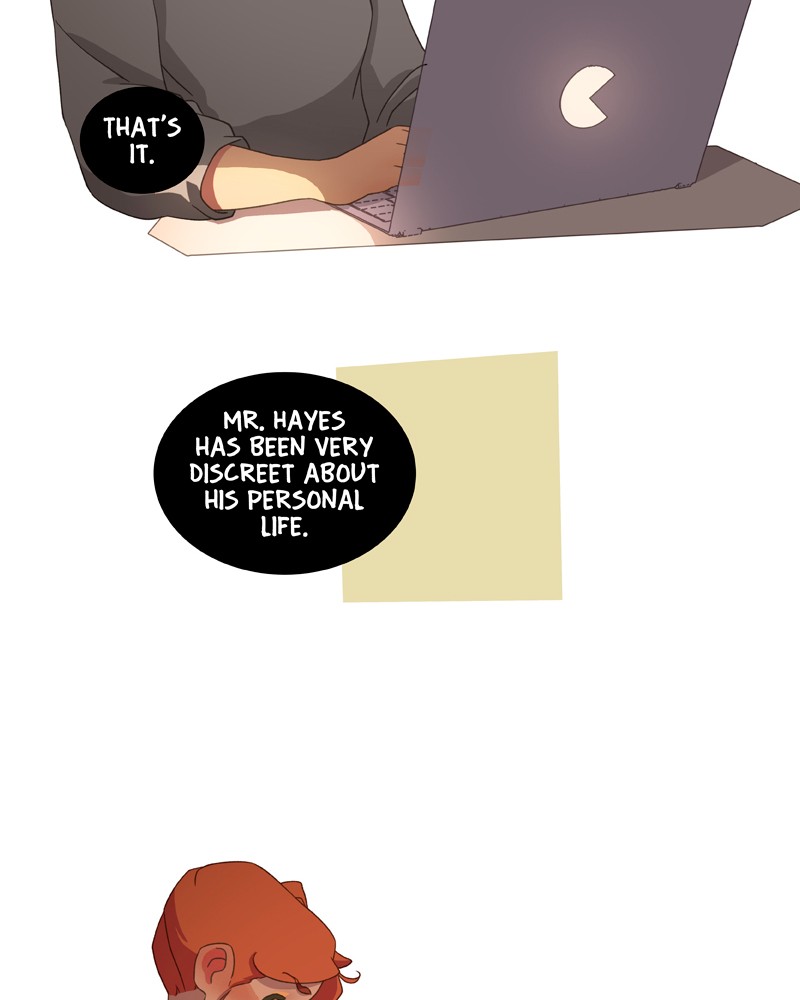 THAT'S
IT.
MR. HAYES
HAS BEEN VERY
DISCREET ABOUT
HIS PERSONAL
LIFE.